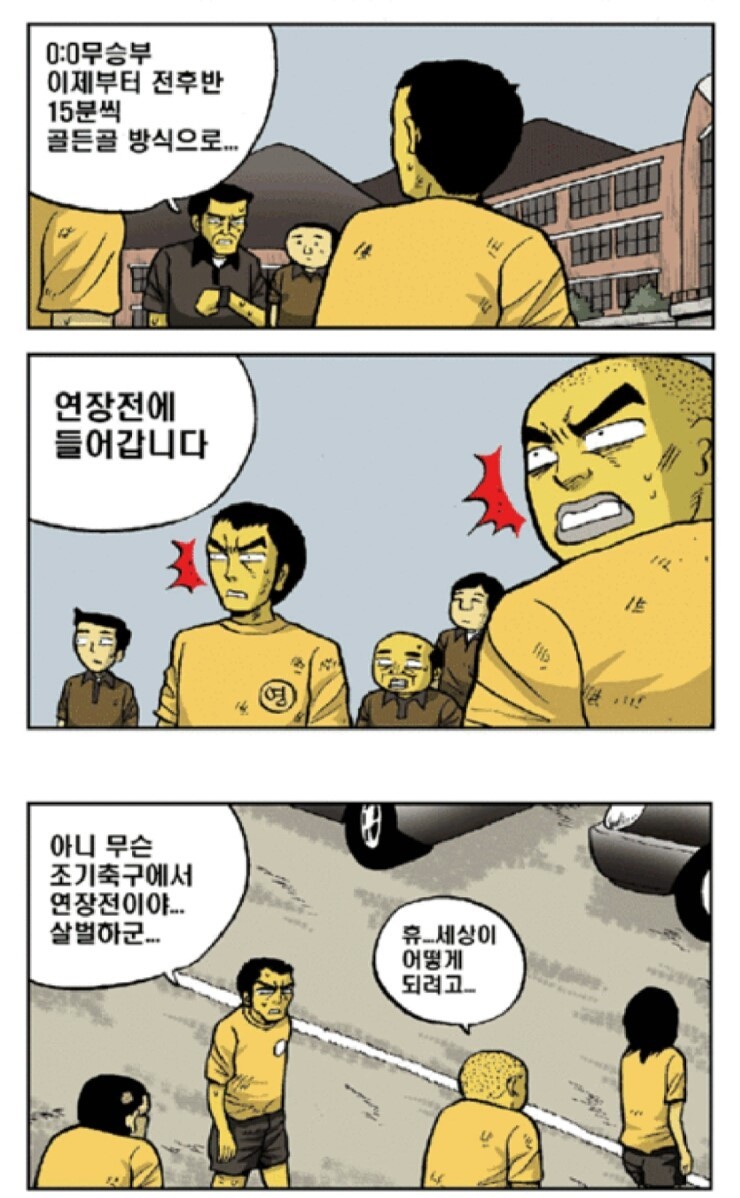 0:0무승부
이제부터 전후반
15분씩
골든골 방식으로...
연장전에
들어갑니다
영
아니 무슨
조기축구에서
연장전이야...
살벌하군...
휴...세상이
어떻게
되려고...